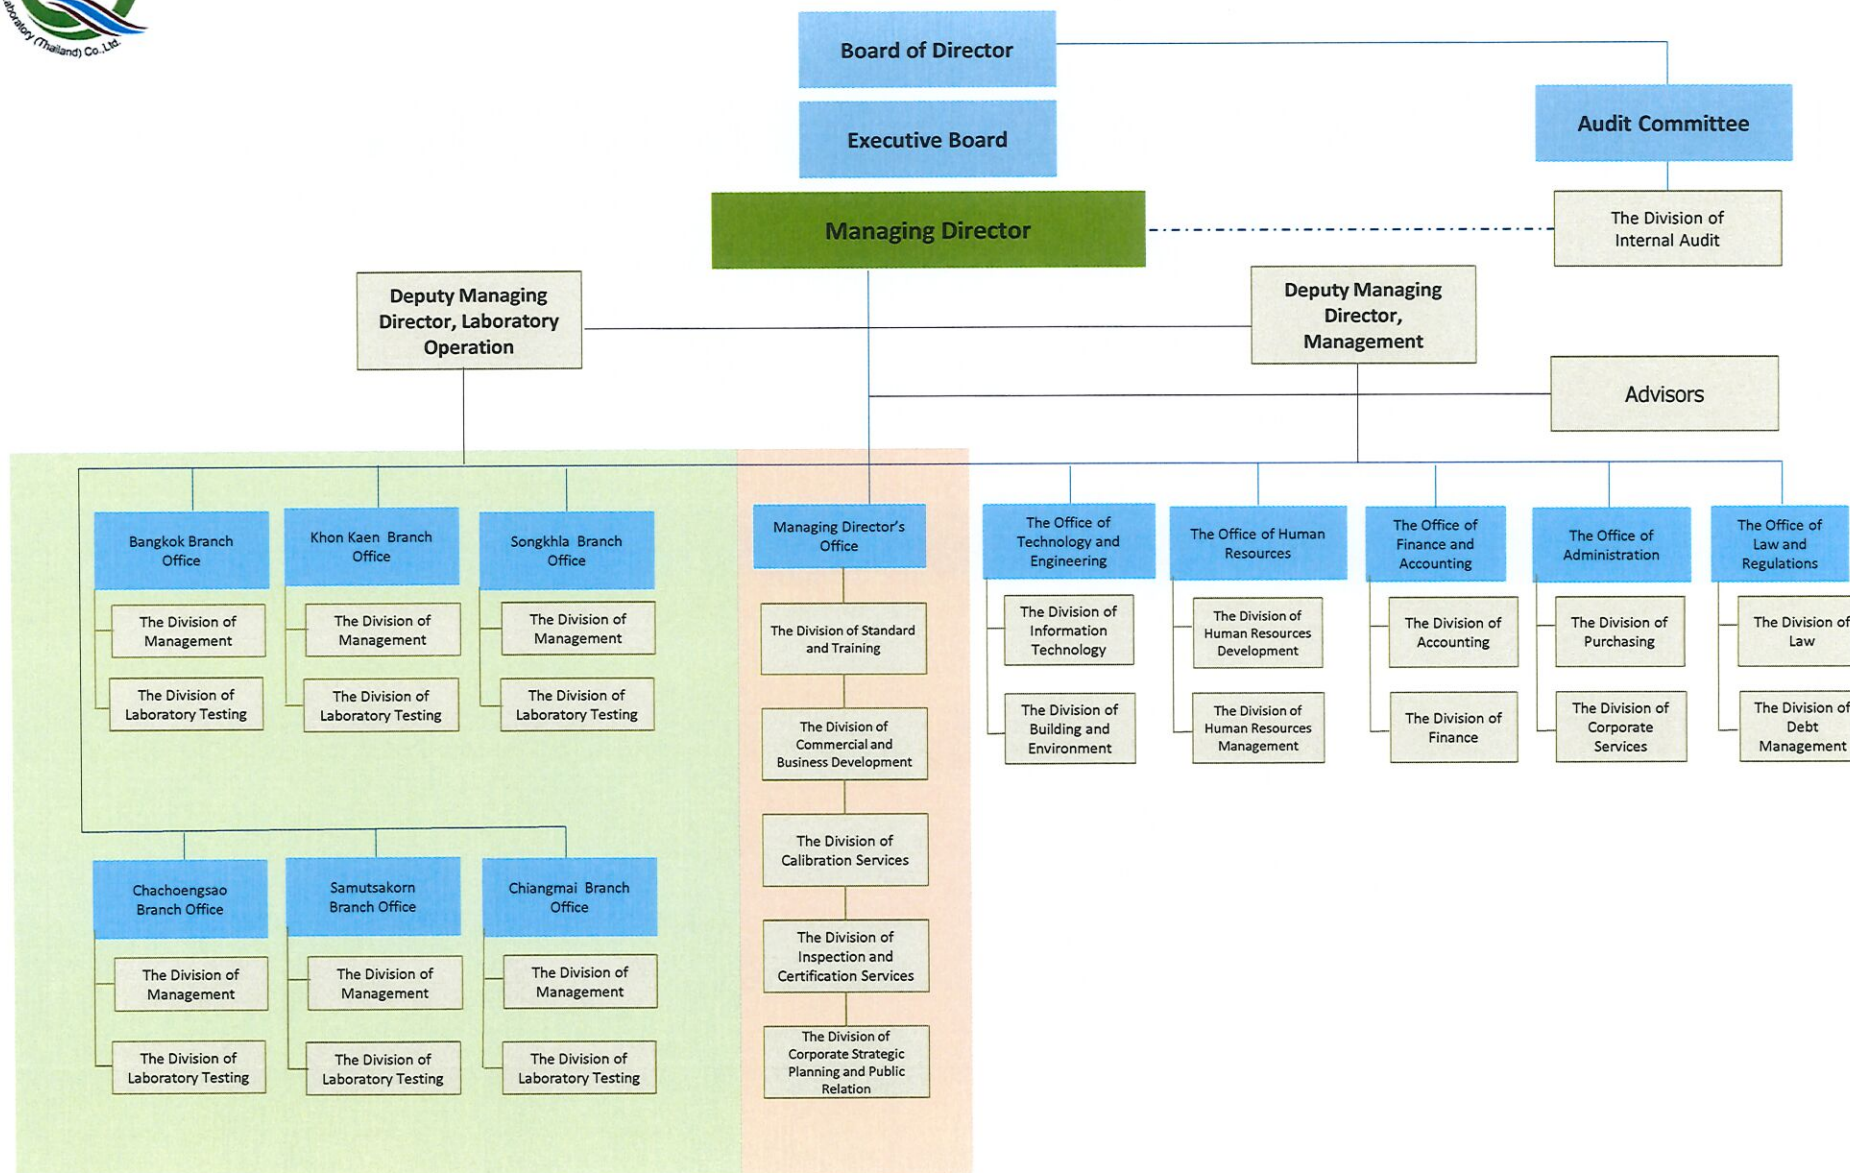 Laboratory (Thailand) Co.,Ltd.
Board of Director
Executive Board
Audit Committee
Managing Director
The Division of
Internal Audit
Deputy Managing
Director, Laboratory
Operation
Deputy Managing
Director,
Management
Advisors
Bangkok Branch
Office
Khon Kaen Branch
Office
Songkhla Branch
Office
Managing Director's
Office
The Office of
Technology and
Engineering
The Office of Human
Resources
The Office of
Finance and
Accounting
The Office of
Administration
The Office of
Law and
Regulations
The Division of
Management
The Division of
Management
The Division of
Management
The Division of
Laboratory Testing
The Division of
Laboratory Testing
The Division of
Laboratory Testing
The Division of Standard
and Training
The Division of
Commercial and
Business Development
The Division of
Calibration Services
The Division of
Inspection and
Certification Services
The Division of
Corporate Strategic
Planning and Public
Relation
The Division of
Information
Technology
The Division of
Building and
Environment
The Division of
Human Resources
Development
The Division of
Human Resources
Management
The Division of
Accounting
The Division of
Finance
The Division of
Purchasing
The Division of
Corporate
Services
The Division of
Law
The Division of
Debt
Management
Chachoengsao
Branch Office
Samutsakorn
Branch Office
Chiangmai Branch
Office
The Division of
Management
The Division of
Management
The Division of
Management
The Division of
Laboratory Testing
The Division of
Laboratory Testing
The Division of
Laboratory Testing